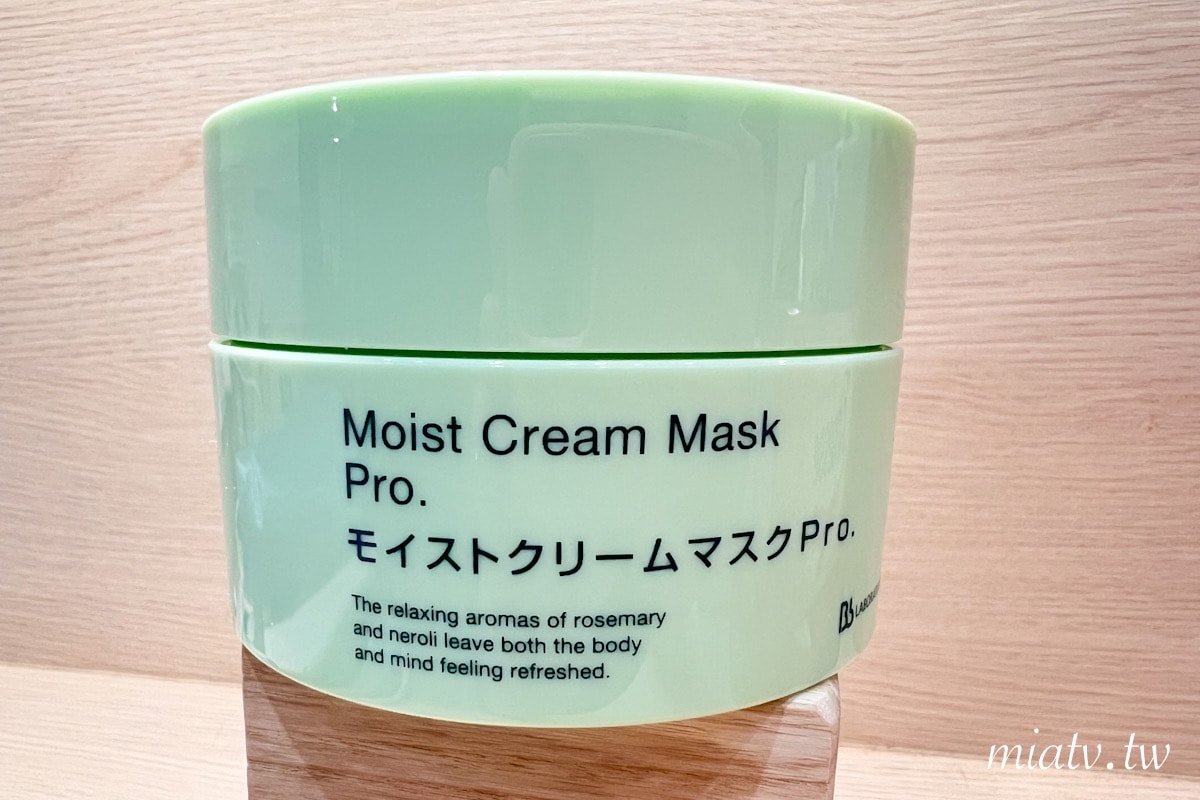 Moist Cream Mask
Pro.
モイストクリームマスクPro.
The relaxing aromas of rosemary
and neroli leave both the body
and mind feeling refreshed.
Bb
miatv.tw